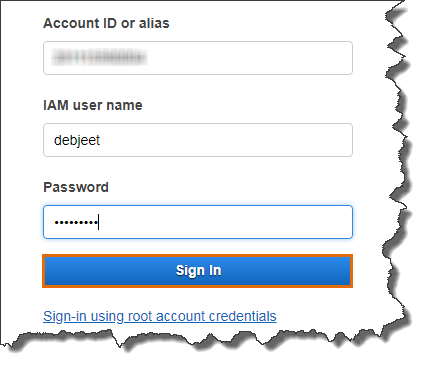 Account ID or alias
IAM user name
debjeet
Password
•••••••••
Sign In
Sign-in using root account credentials